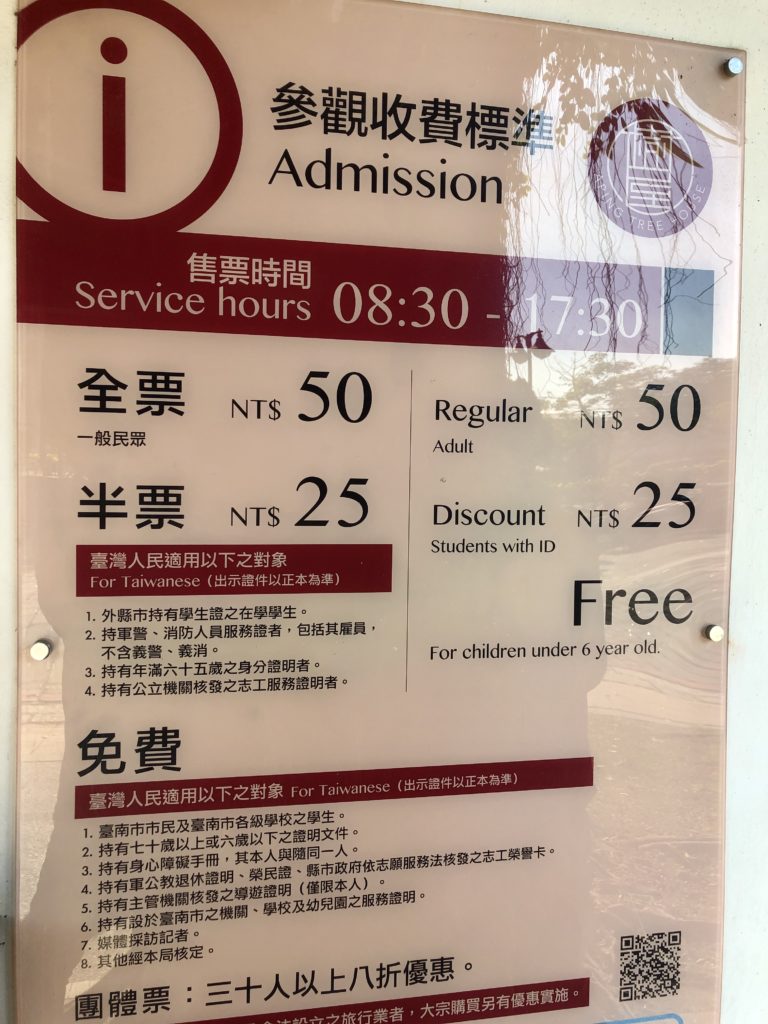 i
參觀收費標準
Admission
樹屋
TREE HOUSE
售票時間
Service hours 08:30 - 17:30
全票 NT$ 50
一般民眾
半票 NT$ 25
臺灣人民適用以下之對象
For Taiwanese（出示證件以正本為準）
1. 外縣市持有學生證之在學學生。
2. 持軍警、消防人員服務證者，包括其雇員，
不含義警、義消。
3. 持有年滿六十五歲之身分證明者。
4. 持有公立機關核發之志工服務證明者。
Regular NT$ 50
Adult
Discount NT$ 25
Students with ID
Free
For children under 6 year old.
免費
臺灣人民適用以下之對象 For Taiwanese（出示證件以正本為準）
1. 臺南市市民及臺南市各級學校之學生。
2. 持有七十歲以上或六歲以下之證明文件。
3. 持有身心障礙手冊，其本人與隨同一人。
4. 持有軍公教退休證明、榮民證、縣市政府依志願服務法核發之志工榮譽卡。
5. 持有主管機關核發之導遊證明（僅限本人）。
6. 持有設於臺南市之機關、學校及幼兒園之服務證明。
7. 媒體採訪記者。
8. 其他經本局核定。
團體票：三十人以上八折優惠。
法設立之旅行業者，大宗購買另有優惠實施。